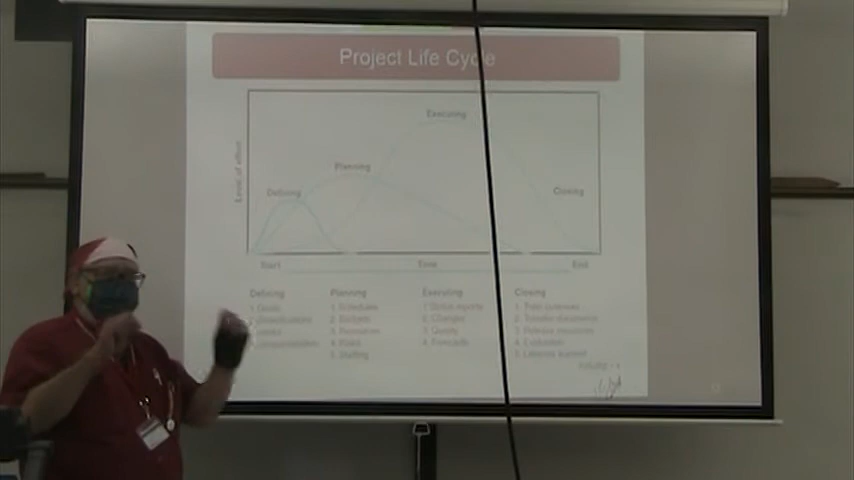 Project Life Cycle
Level of effort
Executing
Planning
Defining
Closing
Start Time End
Defining Planning Executing Closing
1. Goals 1. Schedules 1. Status reports 1. Train customer
2. Specifications 2. Budgets 2. Changes 2. Transfer documents
3. Resources 3. Quality 3. Release resources
4. Responsibilities 4. Risks 4. Forecasts 4. Evaluation
5. Staffing 5. Lessons learned